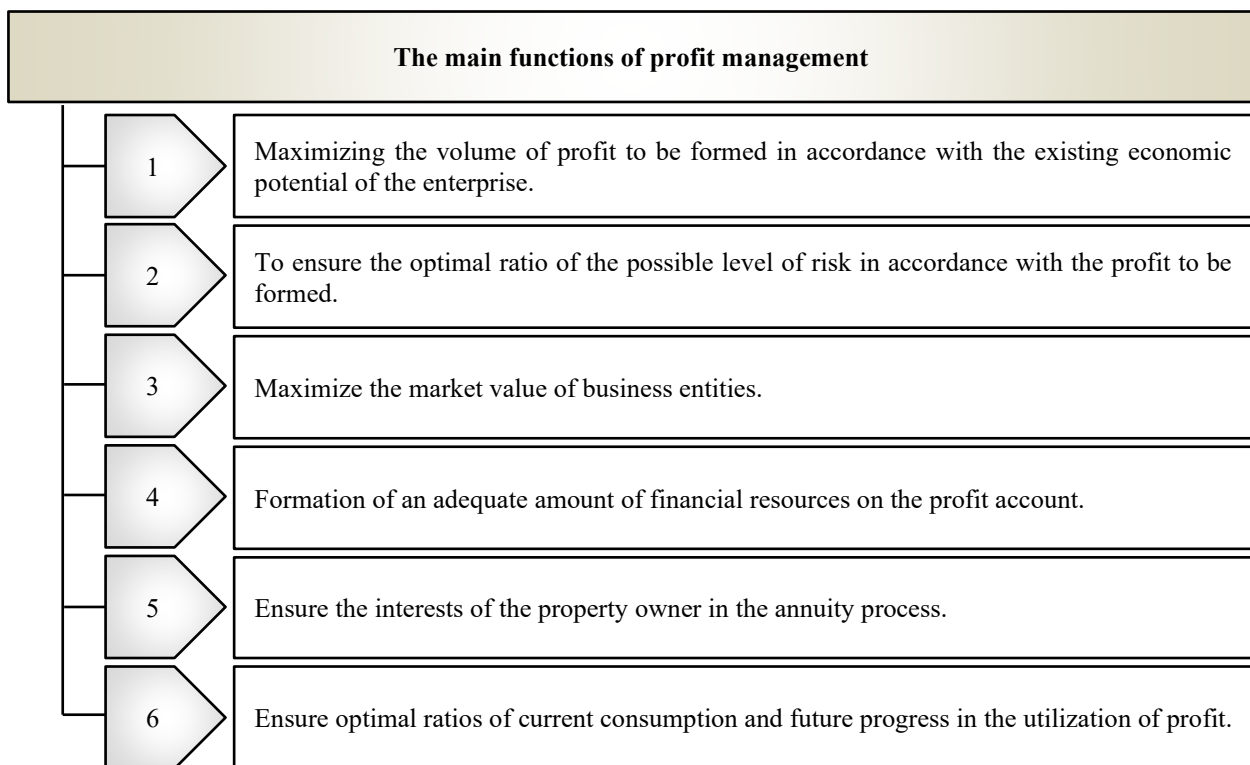 The main functions of profit management
1
Maximizing the volume of profit to be formed in accordance with the existing economic
potential of the enterprise.
2
To ensure the optimal ratio of the possible level of risk in accordance with the profit to be
formed.
3
Maximize the market value of business entities.
4
Formation of an adequate amount of financial resources on the profit account.
5
Ensure the interests of the property owner in the annuity process.
6
Ensure optimal ratios of current consumption and future progress in the utilization of profit.